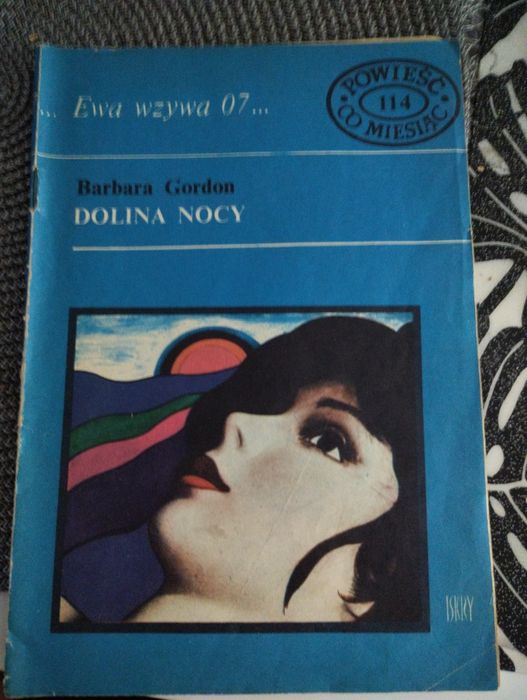 ... Ewa wzywa 07...
POWIEŚĆ
114
CO MIESIĄC
Barbara Gordon
DOLINA NOCY
ISKRY